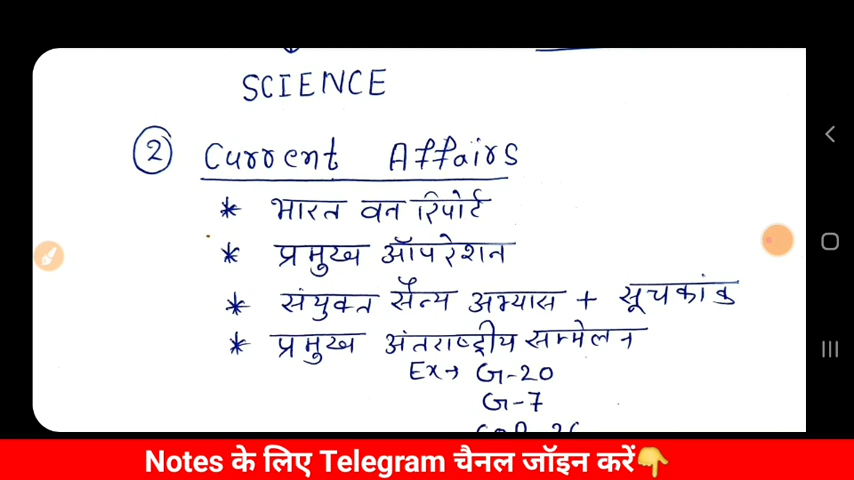 SCIENCE
② Current Affairs
* भारत वन रिपोर्ट
* प्रमुख ऑपरेशन
* संयुक्त सैन्य अभ्यास + सूचकांक
* प्रमुख अंतराष्ट्रीय सम्मेलन
Ex→ G-20
G-7
Notes के लिए Telegram चैनल जॉइन करें👇